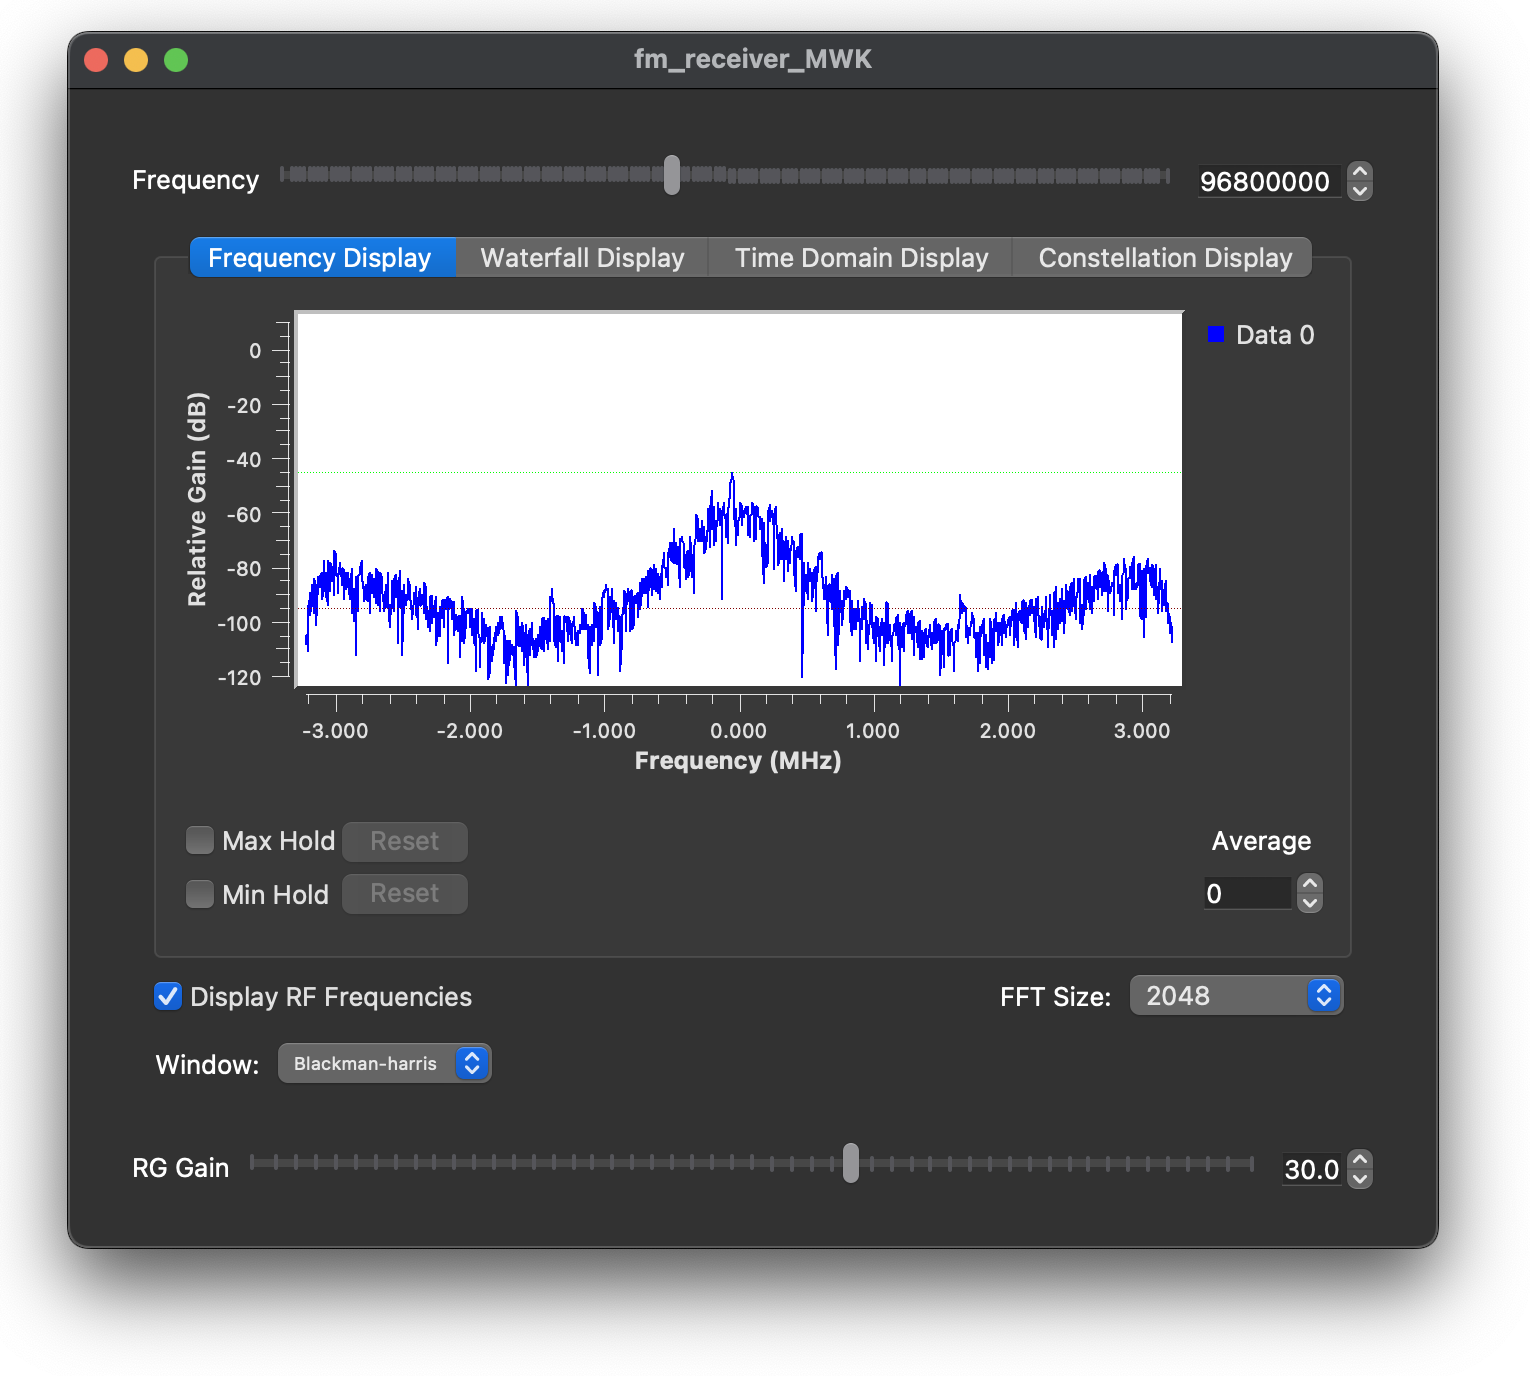 fm_receiver_MWK
Frequency 96800000
Frequency Display Waterfall Display Time Domain Display Constellation Display
Data 0
Relative Gain (dB)
0
-20
-40
-60
-80
-100
-120
-3.000 -2.000 -1.000 0.000 1.000 2.000 3.000
Frequency (MHz)
Max Hold Reset Average
Min Hold Reset 0
Display RF Frequencies FFT Size: 2048
Window: Blackman-harris
RG Gain 30.0